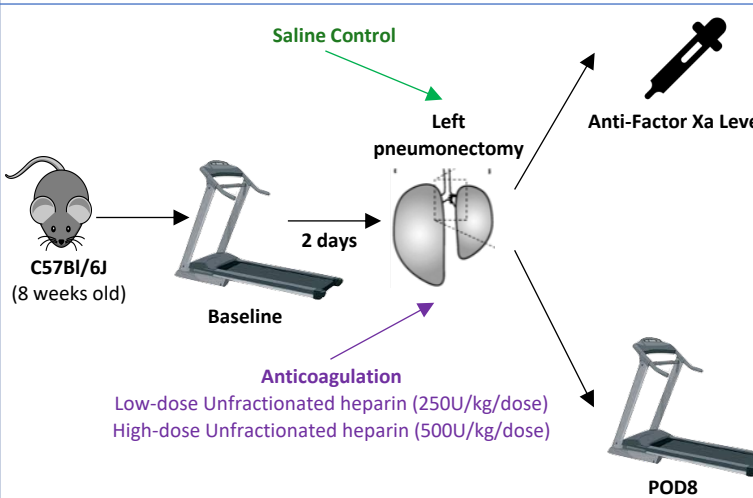 Saline Control
Left
pneumonectomy
Anti-Factor Xa Leve
2 days
C57Bl/6J
(8 weeks old)
Baseline
Anticoagulation
Low-dose Unfractionated heparin (250U/kg/dose)
High-dose Unfractionated heparin (500U/kg/dose)
POD8